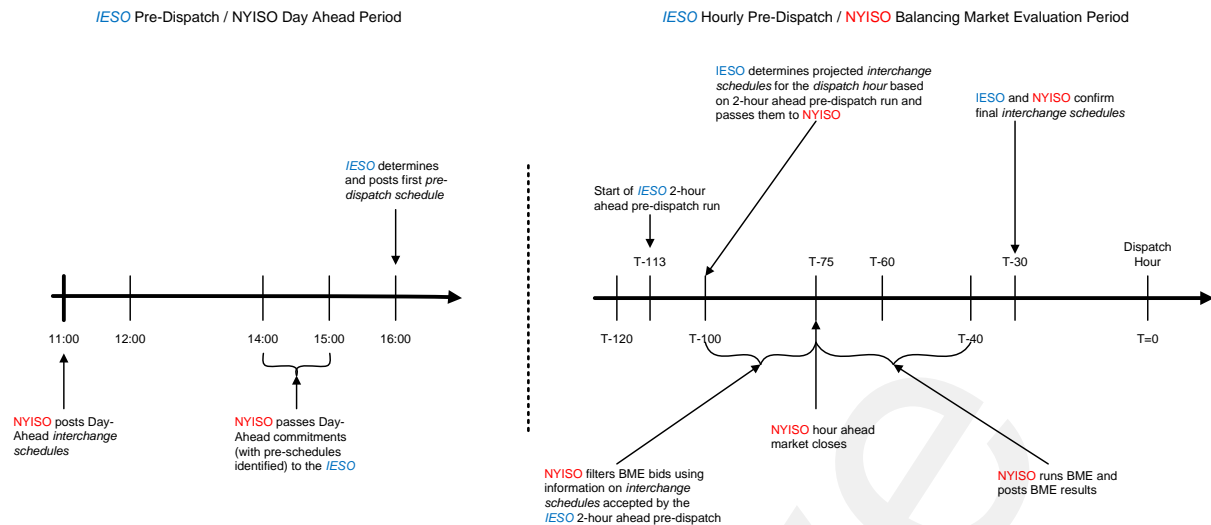 IESO Pre-Dispatch / NYISO Day Ahead Period
IESO Hourly Pre-Dispatch / NYISO Balancing Market Evaluation Period
IESO determines projected interchange
schedules for the dispatch hour based
on 2-hour ahead pre-dispatch run and
passes them to NYISO
IESO and NYISO confirm
final interchange schedules
IESO determines
and posts first pre-
dispatch schedule
Start of IESO 2-hour
ahead pre-dispatch run
Dispatch
Hour
T-113
T-75
T-60
T-30
11:00
12:00
14:00
15:00
16:00
T-120
T-100
T-40
T=0
NYISO posts Day-
Ahead interchange
schedules
NYISO passes Day-
Ahead commitments
(with pre-schedules
identified) to the IESO
NYISO hour ahead
market closes
NYISO filters BME bids using
information on interchange
schedules accepted by the
IESO 2-hour ahead pre-dispatch
NYISO runs BME and
posts BME results